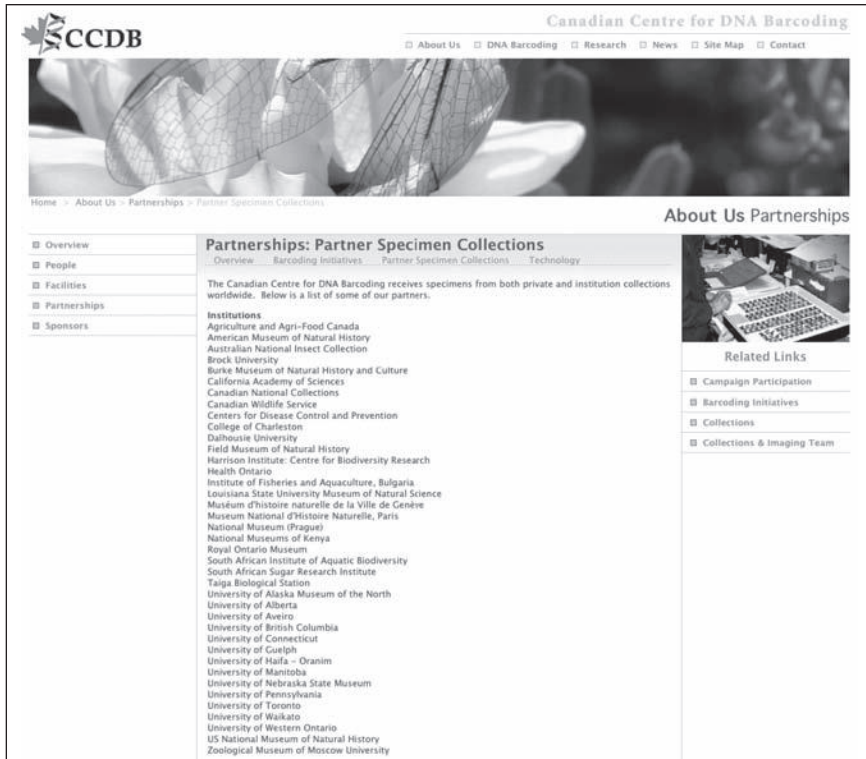 CCDB
Canadian Centre for DNA Barcoding
About Us DNA Barcoding Research News Site Map Contact
Home > About Us > Partnerships > Partner Specimen Collections
About Us Partnerships
Overview
People
Facilities
Partnerships
Sponsors
Partnerships: Partner Specimen Collections
Overview Barcoding Initiatives Partner Specimen Collections Technology
The Canadian Centre for DNA Barcoding receives specimens from both private and institution collections
worldwide. Below is a list of some of our partners.
Institutions
Agriculture and Agri-Food Canada
American Museum of Natural History
Australian National Insect Collection
Brock University
Burke Museum of Natural History and Culture
California Academy of Sciences
Canadian National Collections
Canadian Wildlife Service
Centers for Disease Control and Prevention
College of Charleston
Dalhousie University
Field Museum of Natural History
Harrison Institute: Centre for Biodiversity Research
Health Ontario
Institute of Fisheries and Aquaculture, Bulgaria
Louisiana State University Museum of Natural Science
Muséum d'histoire naturelle de la Ville de Genève
Museum National d'Histoire Naturelle, Paris
National Museum (Prague)
National Museums of Kenya
Royal Ontario Museum
South African Institute of Aquatic Biodiversity
South African Sugar Research Institute
Taiga Biological Station
University of Alaska Museum of the North
University of Alberta
University of Aveiro
University of British Columbia
University of Connecticut
University of Guelph
University of Haifa - Oranim
University of Manitoba
University of Nebraska State Museum
University of Pennsylvania
University of Toronto
University of Waikato
University of Western Ontario
US National Museum of Natural History
Zoological Museum of Moscow University
Related Links
Campaign Participation
Barcoding Initiatives
Collections
Collections & Imaging Team